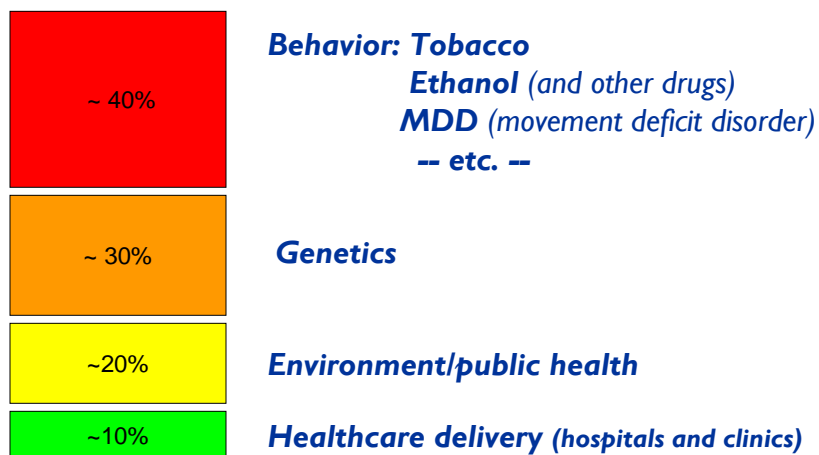 Behavior: Tobacco
~ 40%
Ethanol (and other drugs)
MDD (movement deficit disorder)
-- etc. --
~ 30%
Genetics
~20%
Environment/public health
~10%
Healthcare delivery (hospitals and clinics)